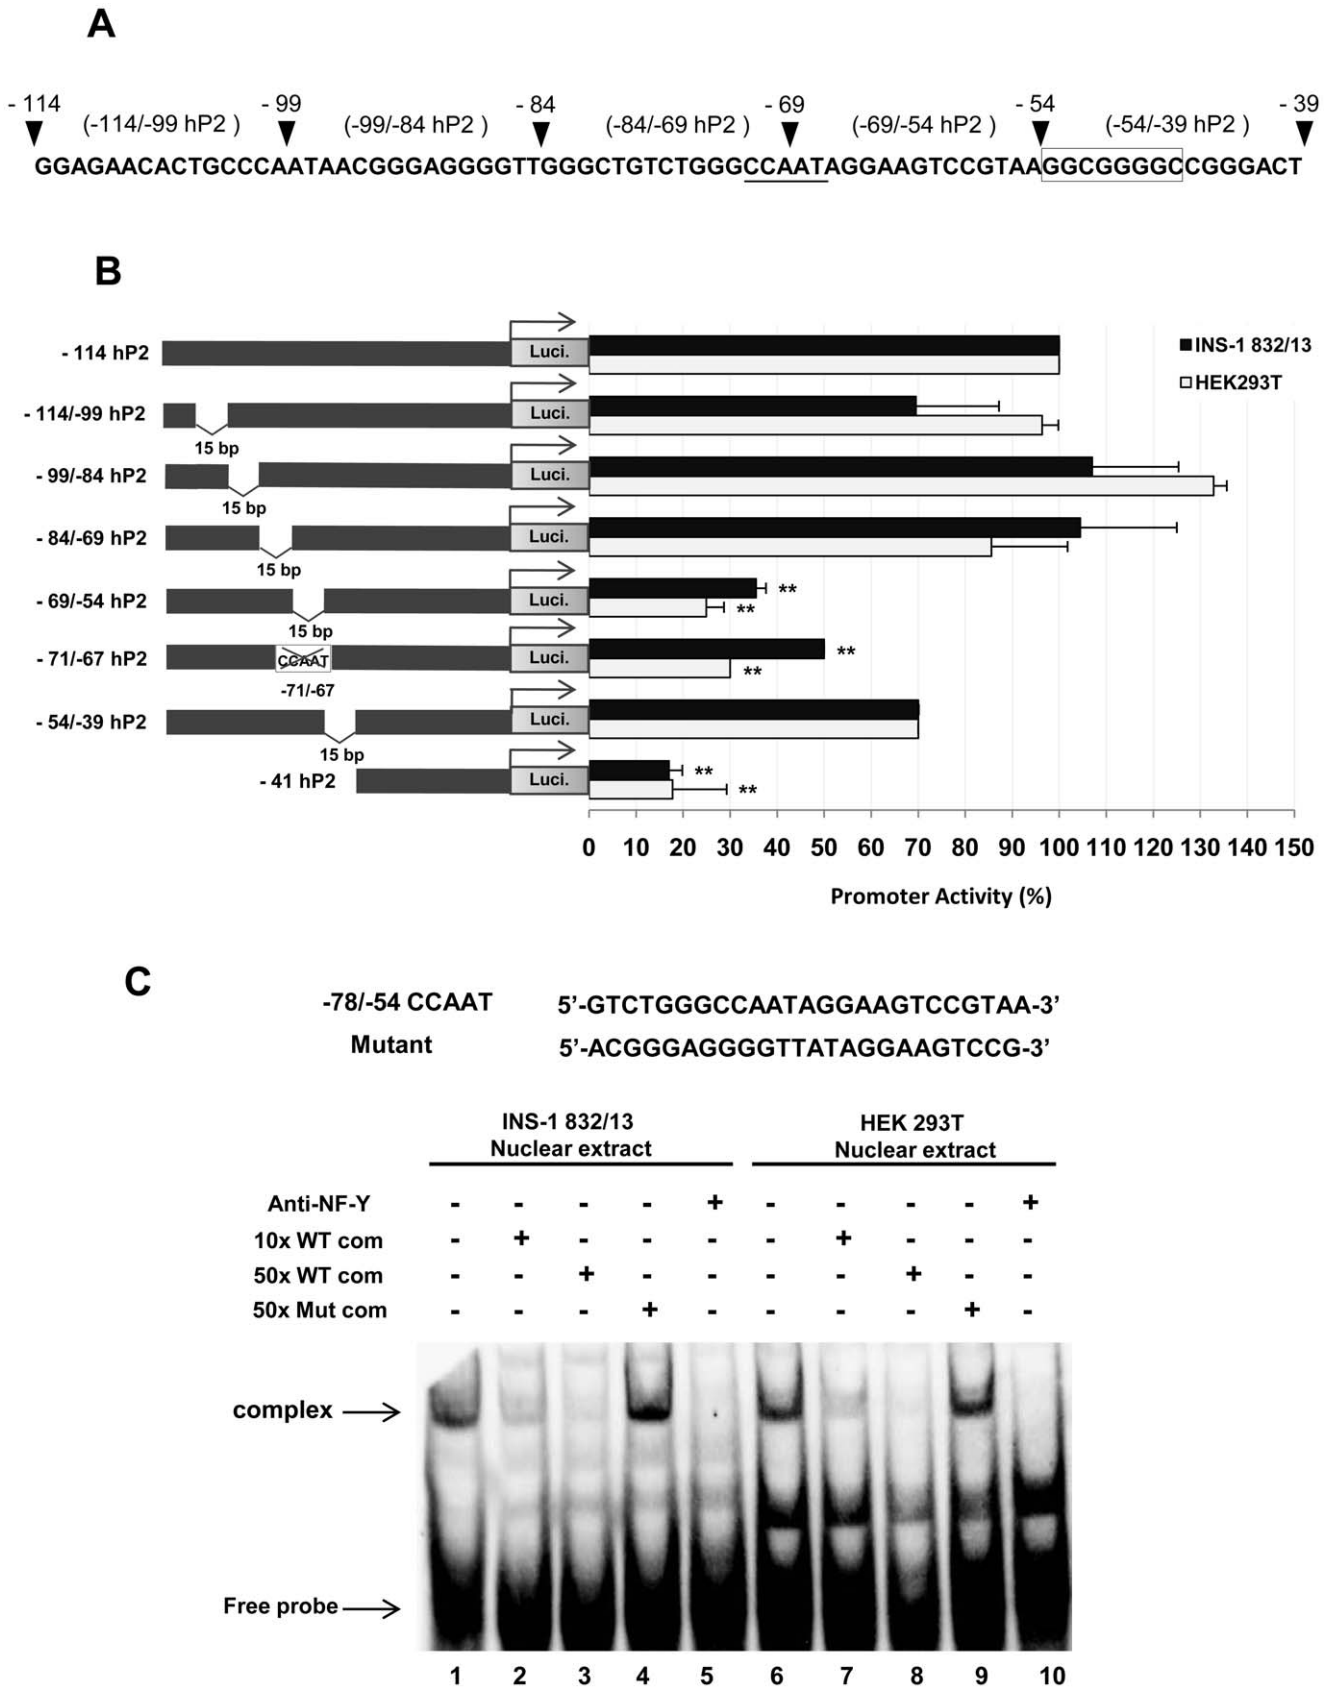 A
- 114 - 99 - 84 - 69 - 54 - 39
(-114/-99 hP2 ) (-99/-84 hP2 ) (-84/-69 hP2 ) (-69/-54 hP2 ) (-54/-39 hP2 )
GGAGAACACTGCCCAATAACGGGAGGGGTTGGGCTGTCTGGGCCAATAGGAAGTCCGTAAGGCGGGGCCGGGACT
B
- 114 hP2 Luci.
INS-1 832/13
HEK293T
- 114/-99 hP2 Luci.
15 bp
- 99/-84 hP2 Luci.
15 bp
- 84/-69 hP2 Luci.
15 bp
- 69/-54 hP2 Luci. **
**
15 bp
- 71/-67 hP2 CCAAT Luci. **
**
-71/-67
- 54/-39 hP2 Luci.
15 bp
- 41 hP2 Luci. **
**
0 10 20 30 40 50 60 70 80 90 100 110 120 130 140 150
Promoter Activity (%)
C
-78/-54 CCAAT 5’-GTCTGGGCCAATAGGAAGTCCGTAA-3’
Mutant 5’-ACGGGAGGGGTTATAGGAAGTCCG-3’
INS-1 832/13 HEK 293T
Nuclear extract Nuclear extract
Anti-NF-Y - - - - + - - - - +
10x WT com - + - - - - + - - -
50x WT com - - + - - - - + - -
50x Mut com - - - + - - - - + -
complex
Free probe
1 2 3 4 5 6 7 8 9 10